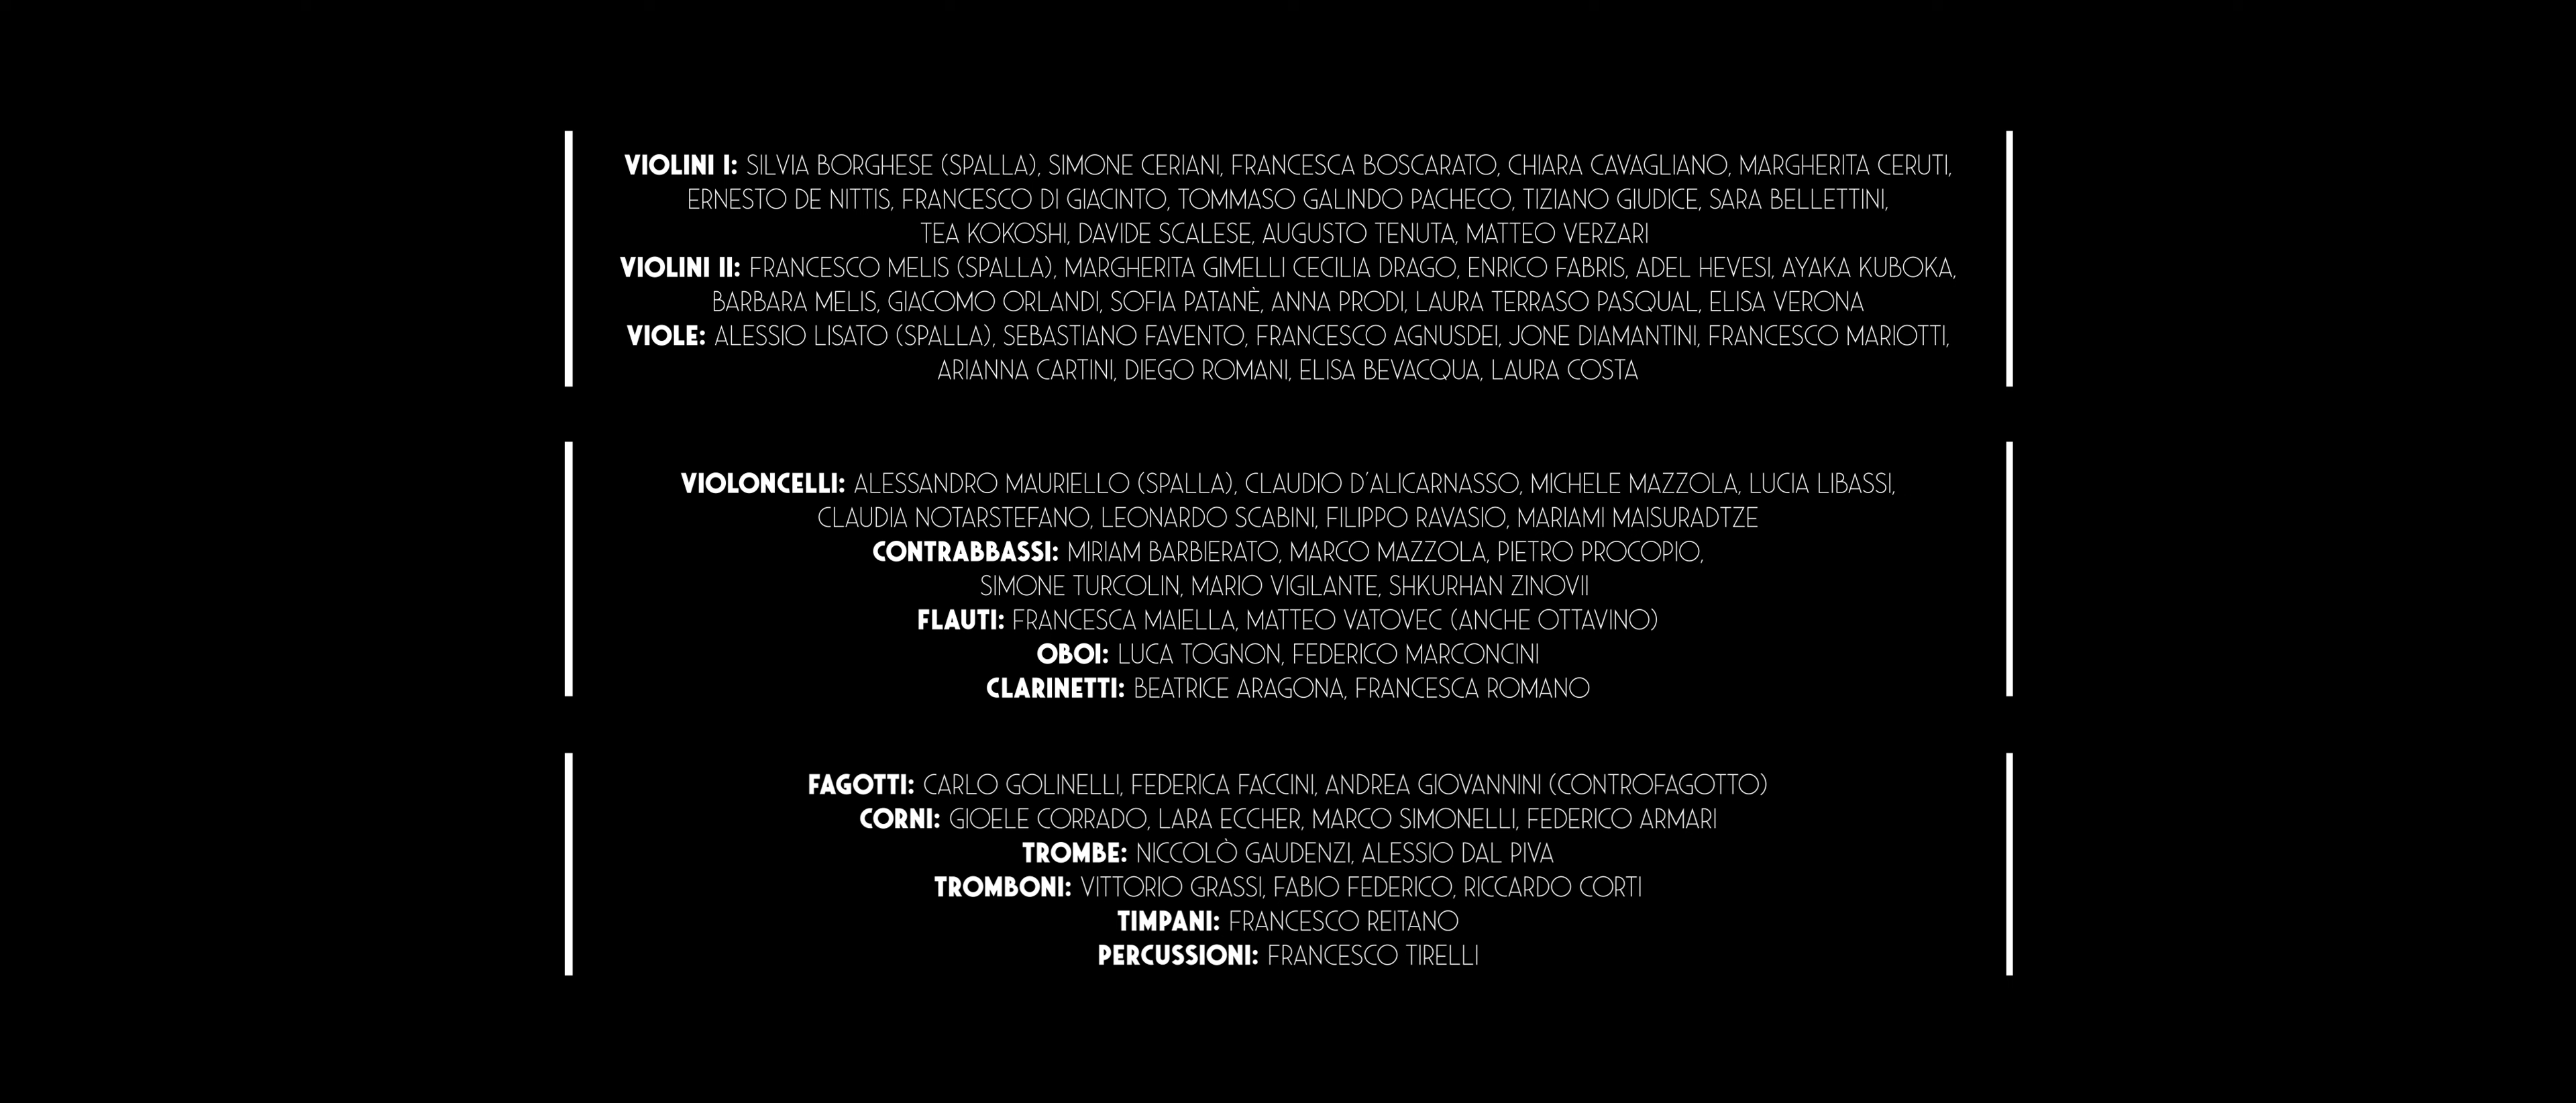 VIOLINI I: SILVIA BORGHESE (SPALLA), SIMONE CERIANI, FRANCESCA BOSCARATO, CHIARA CAVAGLIANO, MARGHERITA CERUTI,
ERNESTO DE NITTIS, FRANCESCO DI GIACINTO, TOMMASO GALINDO PACHECO, TIZIANO GIUDICE, SARA BELLETTINI,
TEA KOKOSHI, DAVIDE SCALESE, AUGUSTO TENUTA, MATTEO VERZARI
VIOLINI II: FRANCESCO MELIS (SPALLA), MARGHERITA GIMELLI CECILIA DRAGO, ENRICO FABRIS, ADEL HEVESI, AYAKA KUBOKA,
BARBARA MELIS, GIACOMO ORLANDI, SOFIA PATANÈ, ANNA PRODI, LAURA TERRASO PASQUAL, ELISA VERONA
VIOLE: ALESSIO LISATO (SPALLA), SEBASTIANO FAVENTO, FRANCESCO AGNUSDEI, JONE DIAMANTINI, FRANCESCO MARIOTTI,
ARIANNA CARTINI, DIEGO ROMANI, ELISA BEVACQUA, LAURA COSTA
VIOLONCELLI: ALESSANDRO MAURIELLO (SPALLA), CLAUDIO D'ALICARNASSO, MICHELE MAZZOLA, LUCIA LIBASSI,
CLAUDIA NOTARSTEFANO, LEONARDO SCABINI, FILIPPO RAVASIO, MARIAMI MAISURADTZE
CONTRABBASSI: MIRIAM BARBIERATO, MARCO MAZZOLA, PIETRO PROCOPIO,
SIMONE TURCOLIN, MARIO VIGILANTE, SHKURHAN ZINOVII
FLAUTI: FRANCESCA MAIELLA, MATTEO VATOVEC (ANCHE OTTAVINO)
OBOI: LUCA TOGNON, FEDERICO MARCONCINI
CLARINETTI: BEATRICE ARAGONA, FRANCESCA ROMANO
FAGOTTI: CARLO GOLINELLI, FEDERICA FACCINI, ANDREA GIOVANNINI (CONTROFAGOTTO)
CORNI: GIOELE CORRADO, LARA ECCHER, MARCO SIMONELLI, FEDERICO ARMARI
TROMBE: NICCOLÒ GAUDENZI, ALESSIO DAL PIVA
TROMBONI: VITTORIO GRASSI, FABIO FEDERICO, RICCARDO CORTI
TIMPANI: FRANCESCO REITANO
PERCUSSIONI: FRANCESCO TIRELLI